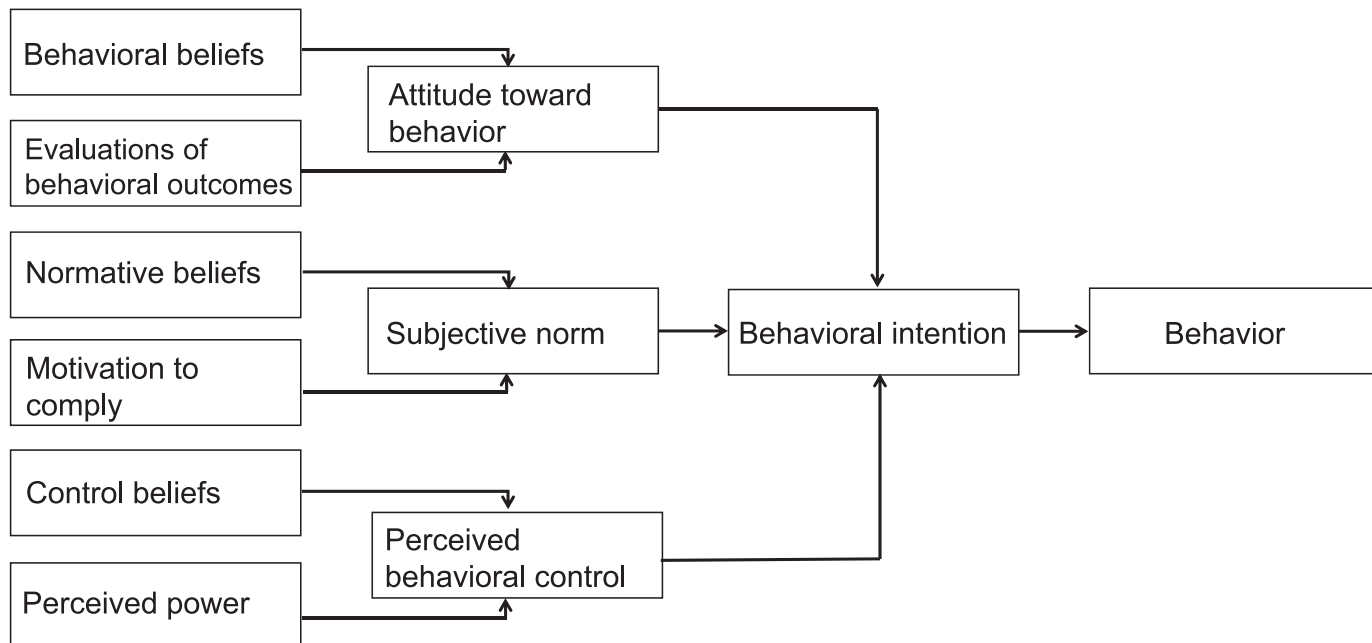 Behavioral beliefs
Attitude toward
behavior
Evaluations of
behavioral outcomes
Normative beliefs
Subjective norm
Behavioral intention
Behavior
Motivation to
comply
Control beliefs
Perceived
behavioral control
Perceived power